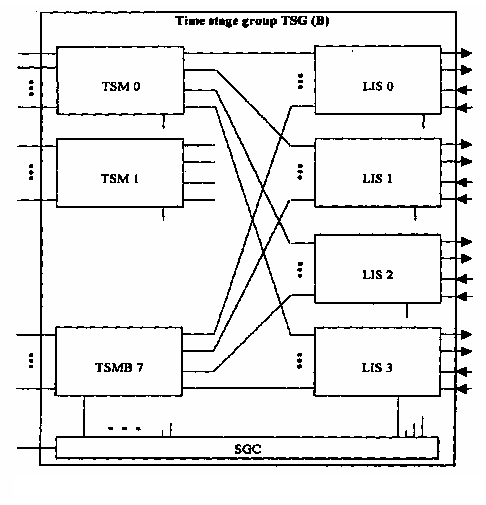 Time stage group TSG (B)
TSM 0
LIS 0
TSM 1
LIS 1
LIS 2
TSMB 7
LIS 3
SGC